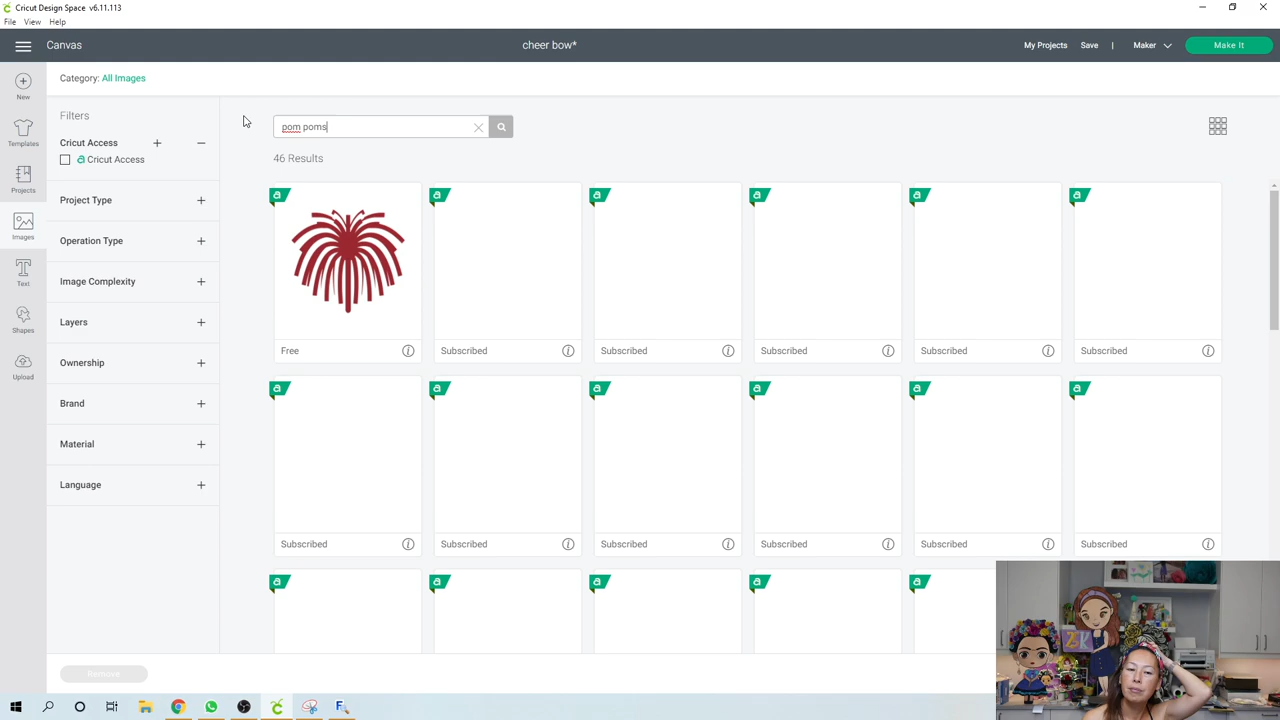 Cricut Design Space v6.11.113
File View Help
Canvas
cheer bow*
My Projects Save | Maker Make It
New
Templates
Projects
Images
Text
Shapes
Upload
Category: All Images
Filters
Cricut Access
Cricut Access
Project Type
Operation Type
Image Complexity
Layers
Ownership
Brand
Material
Language
pom poms
46 Results
Free
Subscribed
Subscribed
Subscribed
Subscribed
Subscribed
Subscribed
Subscribed
Subscribed
Subscribed
Subscribed
Subscribed
Remove